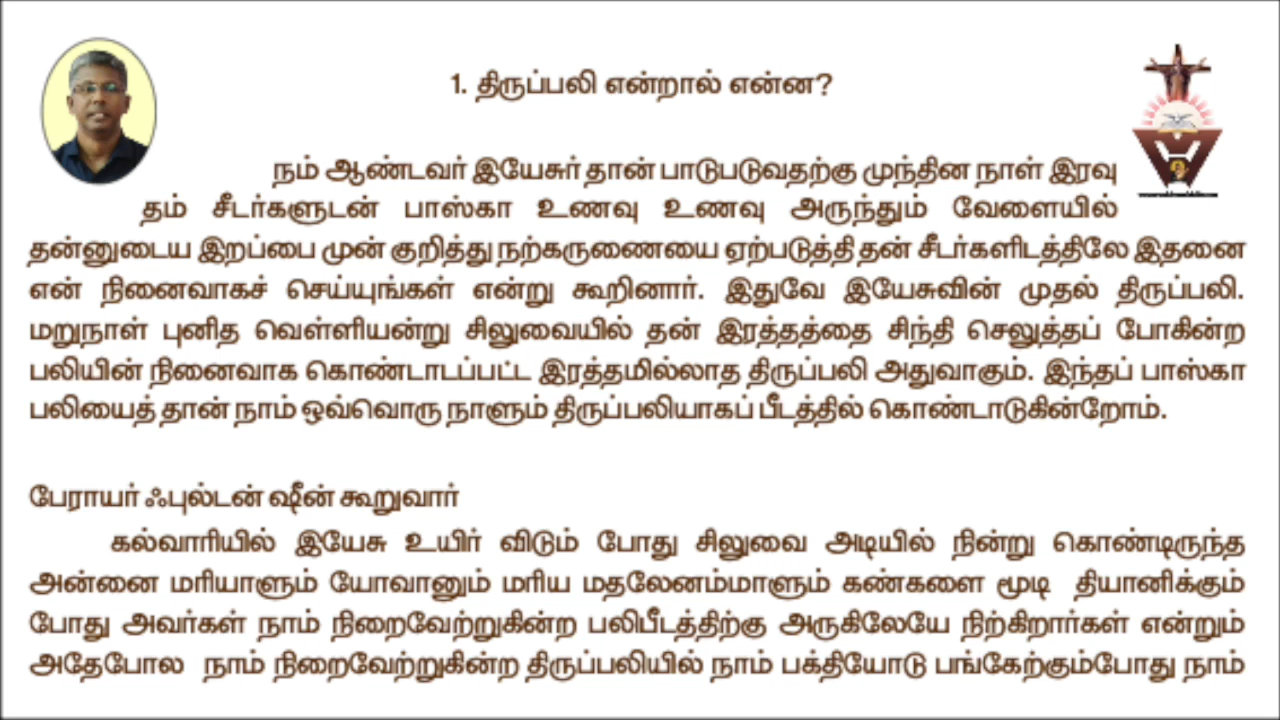 1. திருப்பலி என்றால் என்ன?
நம் ஆண்டவர் இயேசுர் தான் பாடுபடுவதற்கு முந்தின நாள் இரவு
தம் சீடர்களுடன் பாஸ்கா உணவு உணவு அருந்தும் வேளையில்
தன்னுடைய இறப்பை முன் குறித்து நற்கருணையை ஏற்படுத்தி தன் சீடர்களிடத்திலே இதனை
என் நினைவாகச் செய்யுங்கள் என்று கூறினார். இதுவே இயேசுவின் முதல் திருப்பலி.
மறுநாள் புனித வெள்ளியன்று சிலுவையில் தன் இரத்தத்தை சிந்தி செலுத்தப் போகின்ற
பலியின் நினைவாக கொண்டாடப்பட்ட இரத்தமில்லாத திருப்பலி அதுவாகும். இந்தப் பாஸ்கா
பலியைத் தான் நாம் ஒவ்வொரு நாளும் திருப்பலியாகப் பீடத்தில் கொண்டாடுகின்றோம்.
பேராயர் ஃபுல்டன் ஷீன் கூறுவார்
கல்வாரியில் இயேசு உயிர் விடும் போது சிலுவை அடியில் நின்று கொண்டிருந்த
அன்னை மரியாளும் யோவானும் மரிய மதலேனம்மாளும் கண்களை மூடி தியானிக்கும்
போது அவர்கள் நாம் நிறைவேற்றுகின்ற பலிபீடத்திற்கு அருகிலேயே நிற்கிறார்கள் என்றும்
அதேபோல நாம் நிறைவேற்றுகின்ற திருப்பலியில் நாம் பக்தியோடு பங்கேற்கும்போது நாம்